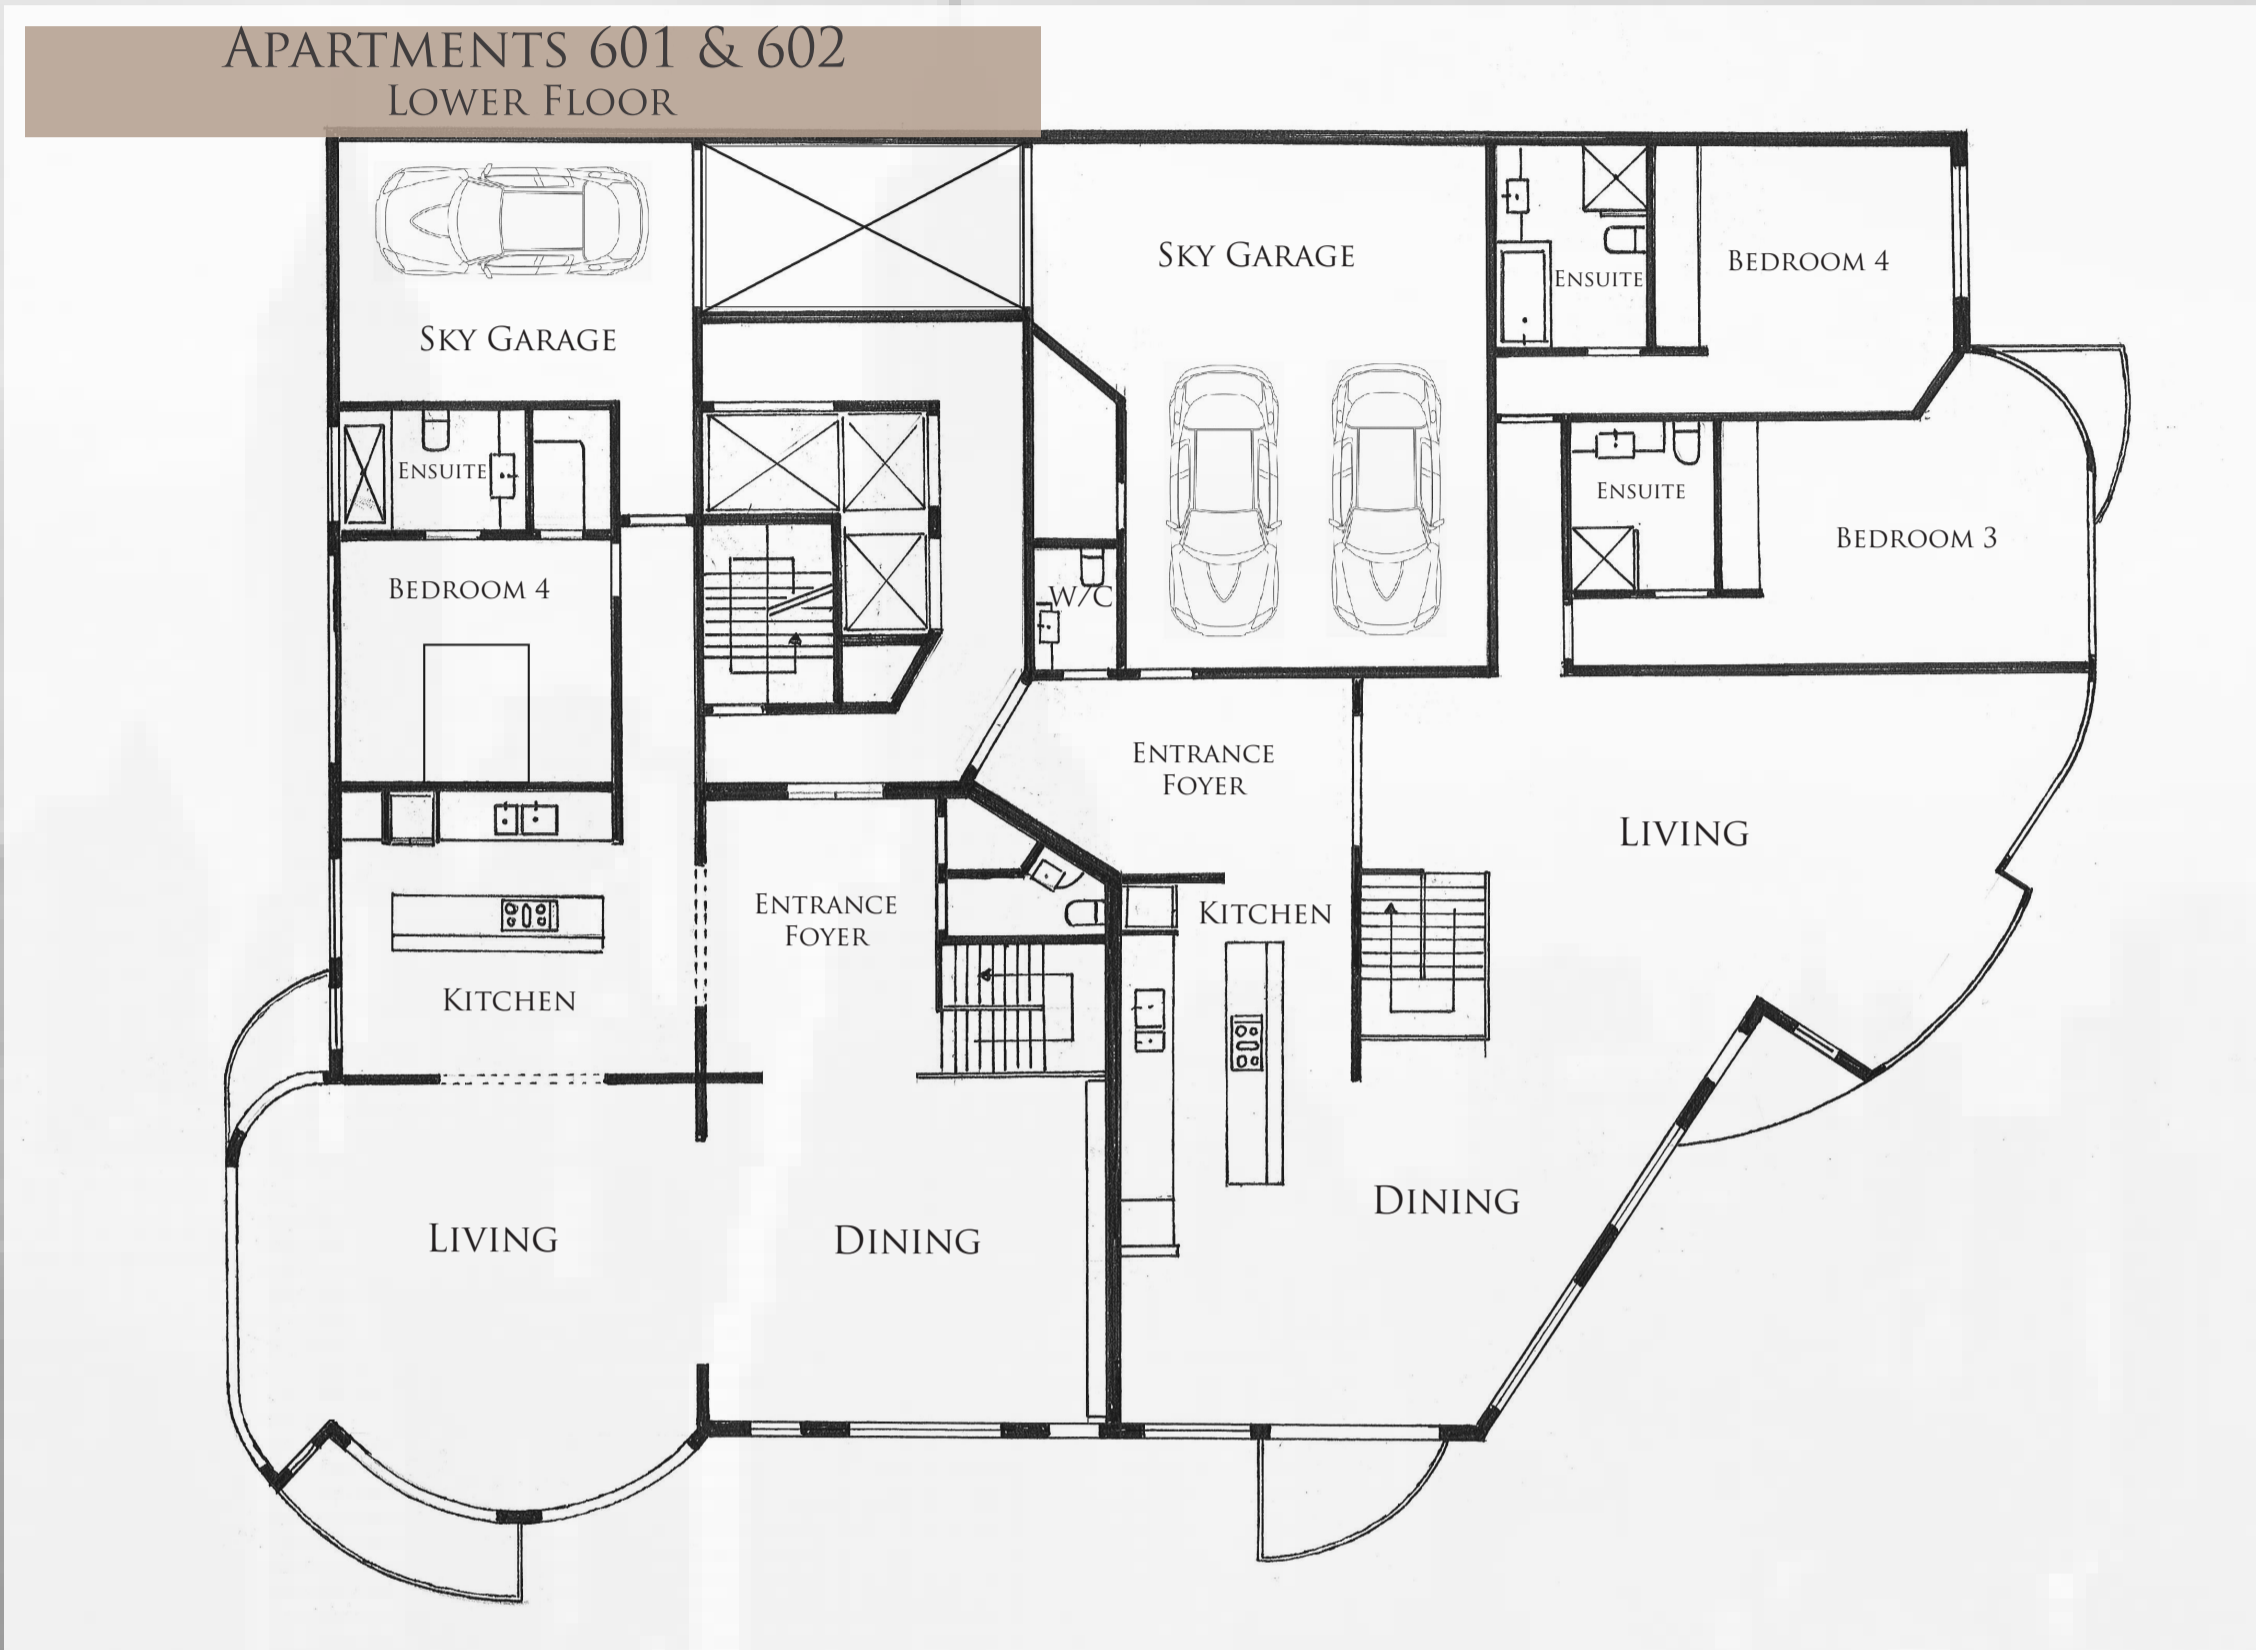 Apartments 601 & 602
Lower Floor
Sky Garage
Bedroom 4
Ensuite
Sky Garage
Ensuite
Ensuite
Bedroom 3
Bedroom 4
W/C
Entrance
Foyer
Living
Entrance
Foyer
Kitchen
Kitchen
Dining
Living
Dining